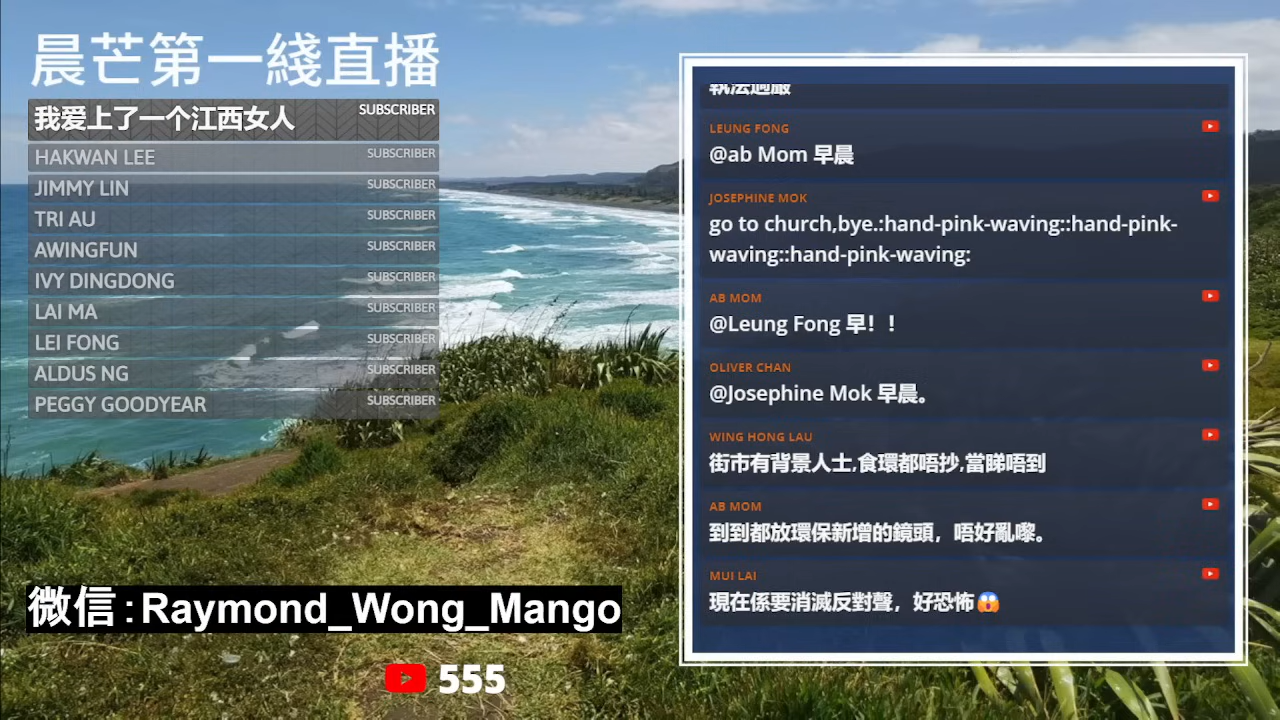 晨芒第一綫直播
我爱上了一个江西女人 SUBSCRIBER
HAKWAN LEE SUBSCRIBER
JIMMY LIN SUBSCRIBER
TRI AU SUBSCRIBER
AWINGFUN SUBSCRIBER
IVY DINGDONG SUBSCRIBER
LAI MA SUBSCRIBER
LEI FONG SUBSCRIBER
ALDUS NG SUBSCRIBER
PEGGY GOODYEAR SUBSCRIBER
微信:Raymond_Wong_Mango
555
LEUNG FONG
@ab Mom 早晨
JOSEPHINE MOK
go to church,bye.:hand-pink-waving::hand-pink-
waving::hand-pink-waving:
AB MOM
@Leung Fong 早！！
OLIVER CHAN
@Josephine Mok 早晨。
WING HONG LAU
街市有背景人士,食環都唔抄,當睇唔到
AB MOM
到到都放環保新增的鏡頭，唔好亂嚟。
MUI LAI
現在係要消滅反對聲，好恐怖😱